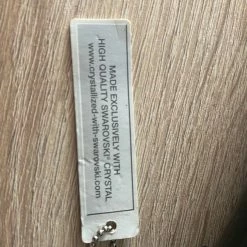 MADE EXCLUSIVELY WITH
HIGH QUALITY SWAROVSKI® CRYSTAL
www.crystallized-with-swarovski.com